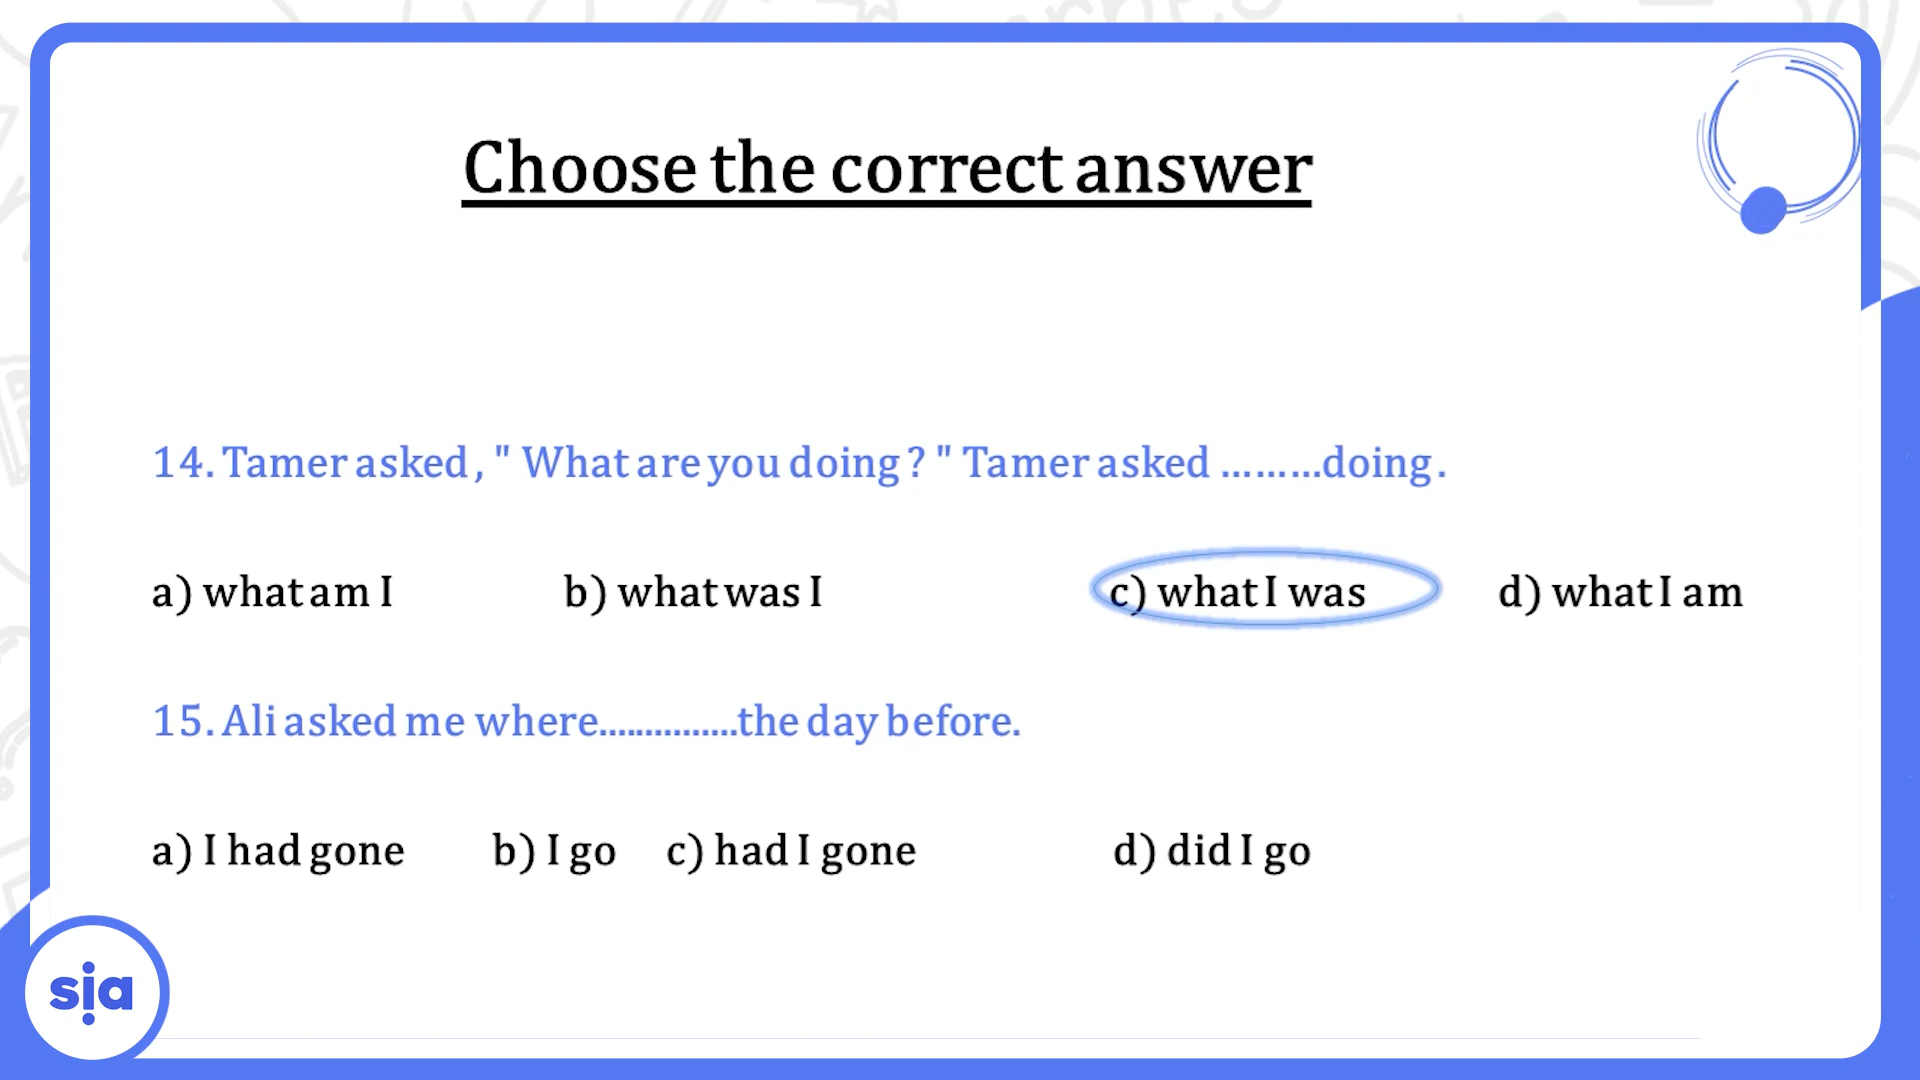 Choose the correct answer
14. Tamer asked, " What are you doing ? " Tamer asked .........doing.
a) what am I b) what was I c) what I was d) what I am
15. Ali asked me where...............the day before.
a) I had gone b) I go c) had I gone d) did I go
sia